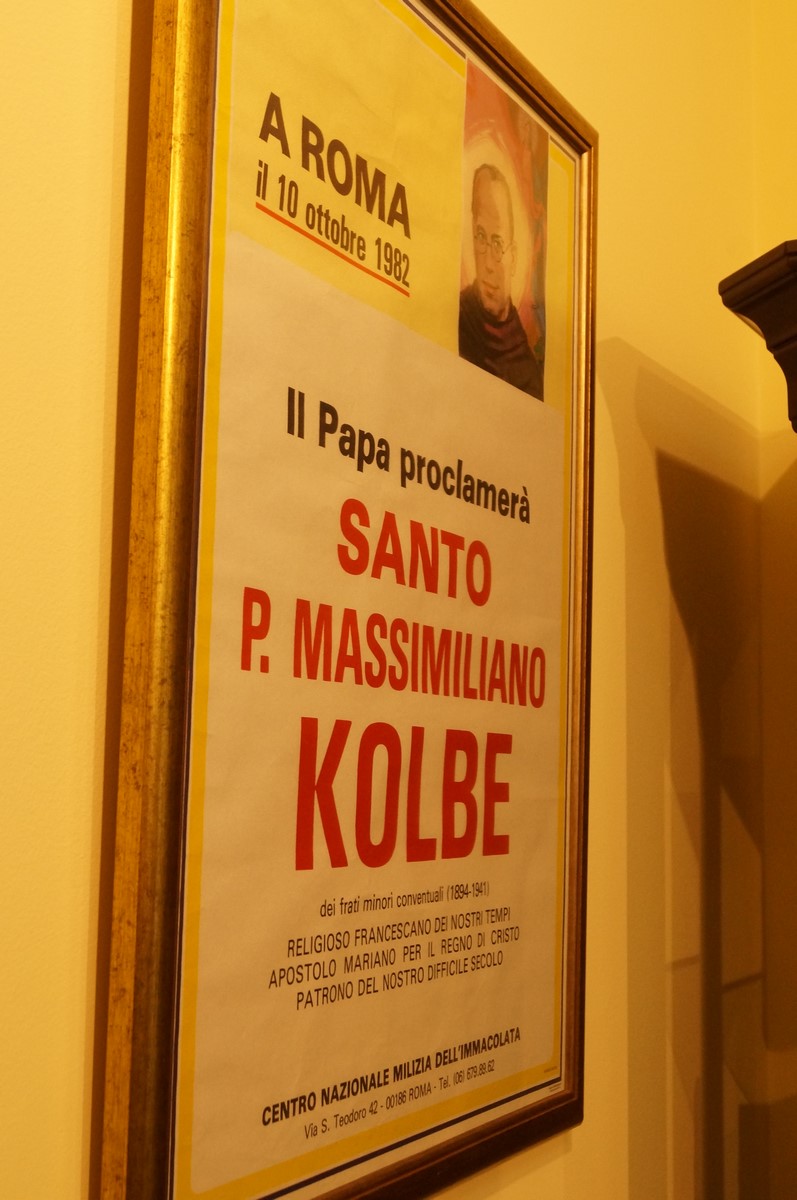 A ROMA
il 10 ottobre 1982
Il Papa proclamerà
SANTO
P. MASSIMILIANO
KOLBE
dei frati minori conventuali (1894-1941)
RELIGIOSO FRANCESCANO DEI NOSTRI TEMPI
APOSTOLO MARIANO PER IL REGNO DI CRISTO
PATRONO DEL NOSTRO DIFFICILE SECOLO
CENTRO NAZIONALE MILIZIA DELL'IMMACOLATA
Via S. Teodoro 42 - 00186 ROMA - Tel. (06) 679.89.62